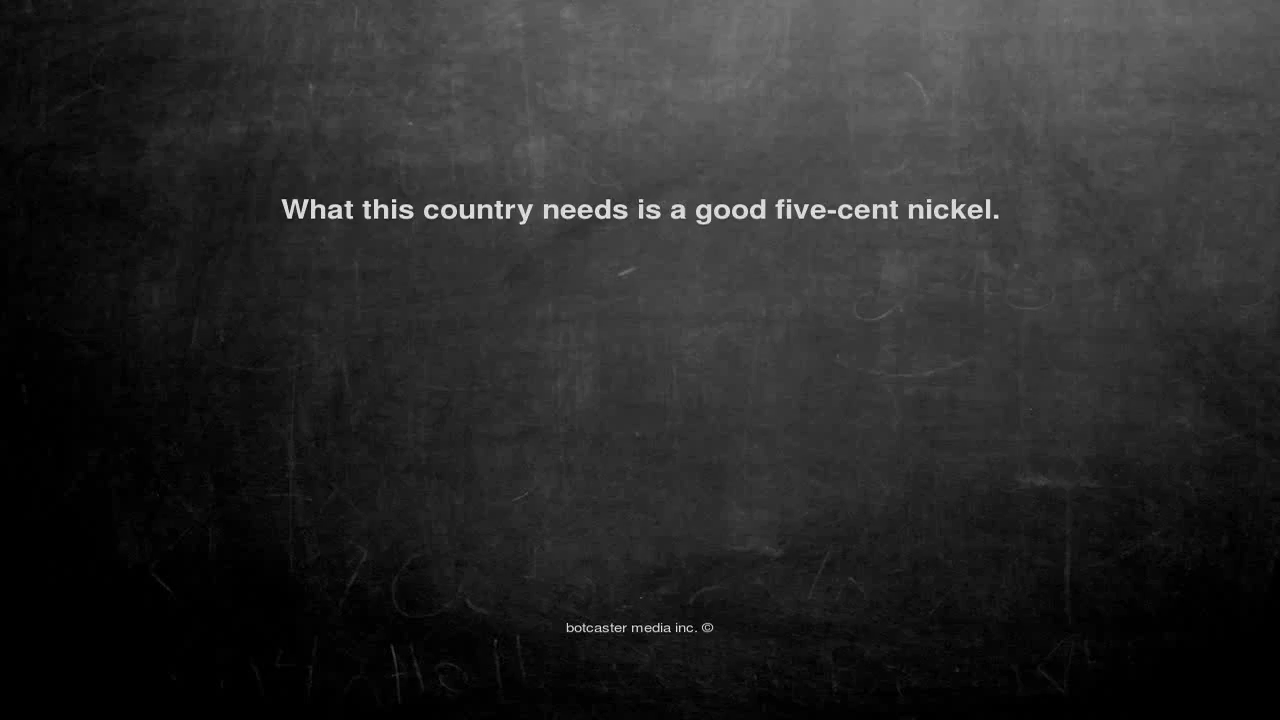 What this country needs is a good five-cent nickel.
botcaster media inc. ©